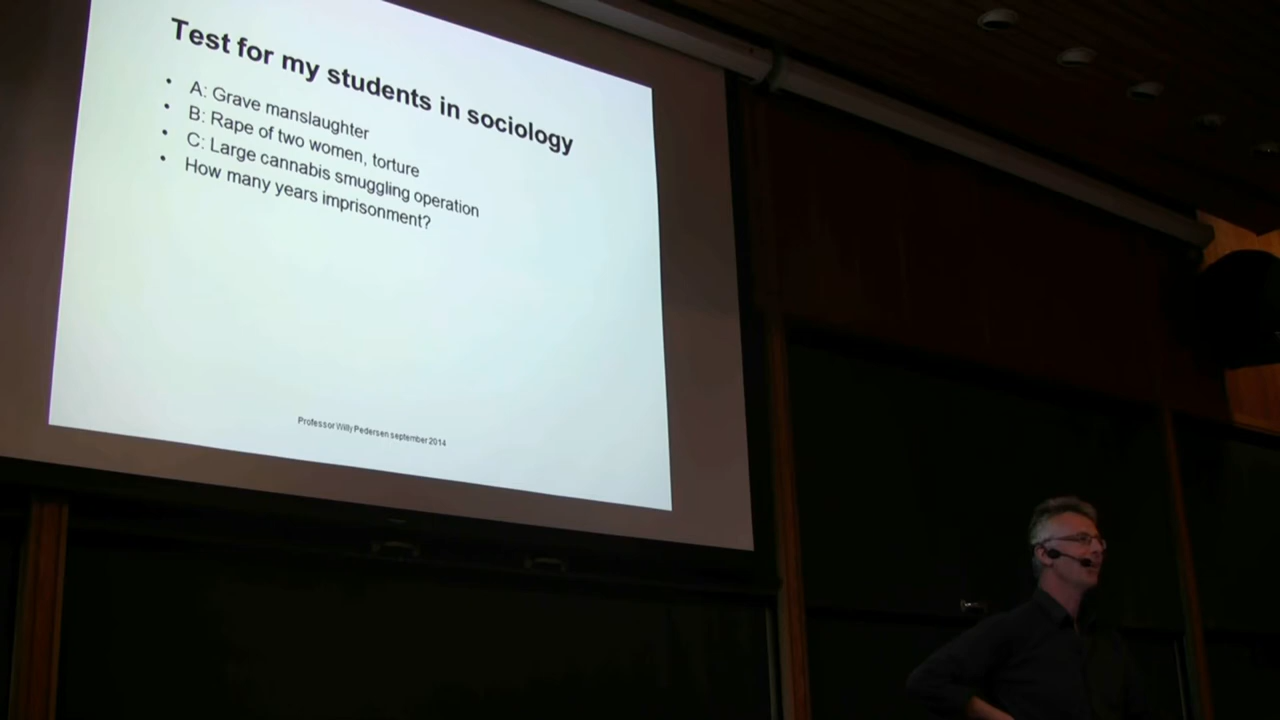 Test for my students in sociology
• A: Grave manslaughter
• B: Rape of two women, torture
• C: Large cannabis smuggling operation
• How many years imprisonment?
Professor Willy Pedersen september 2014